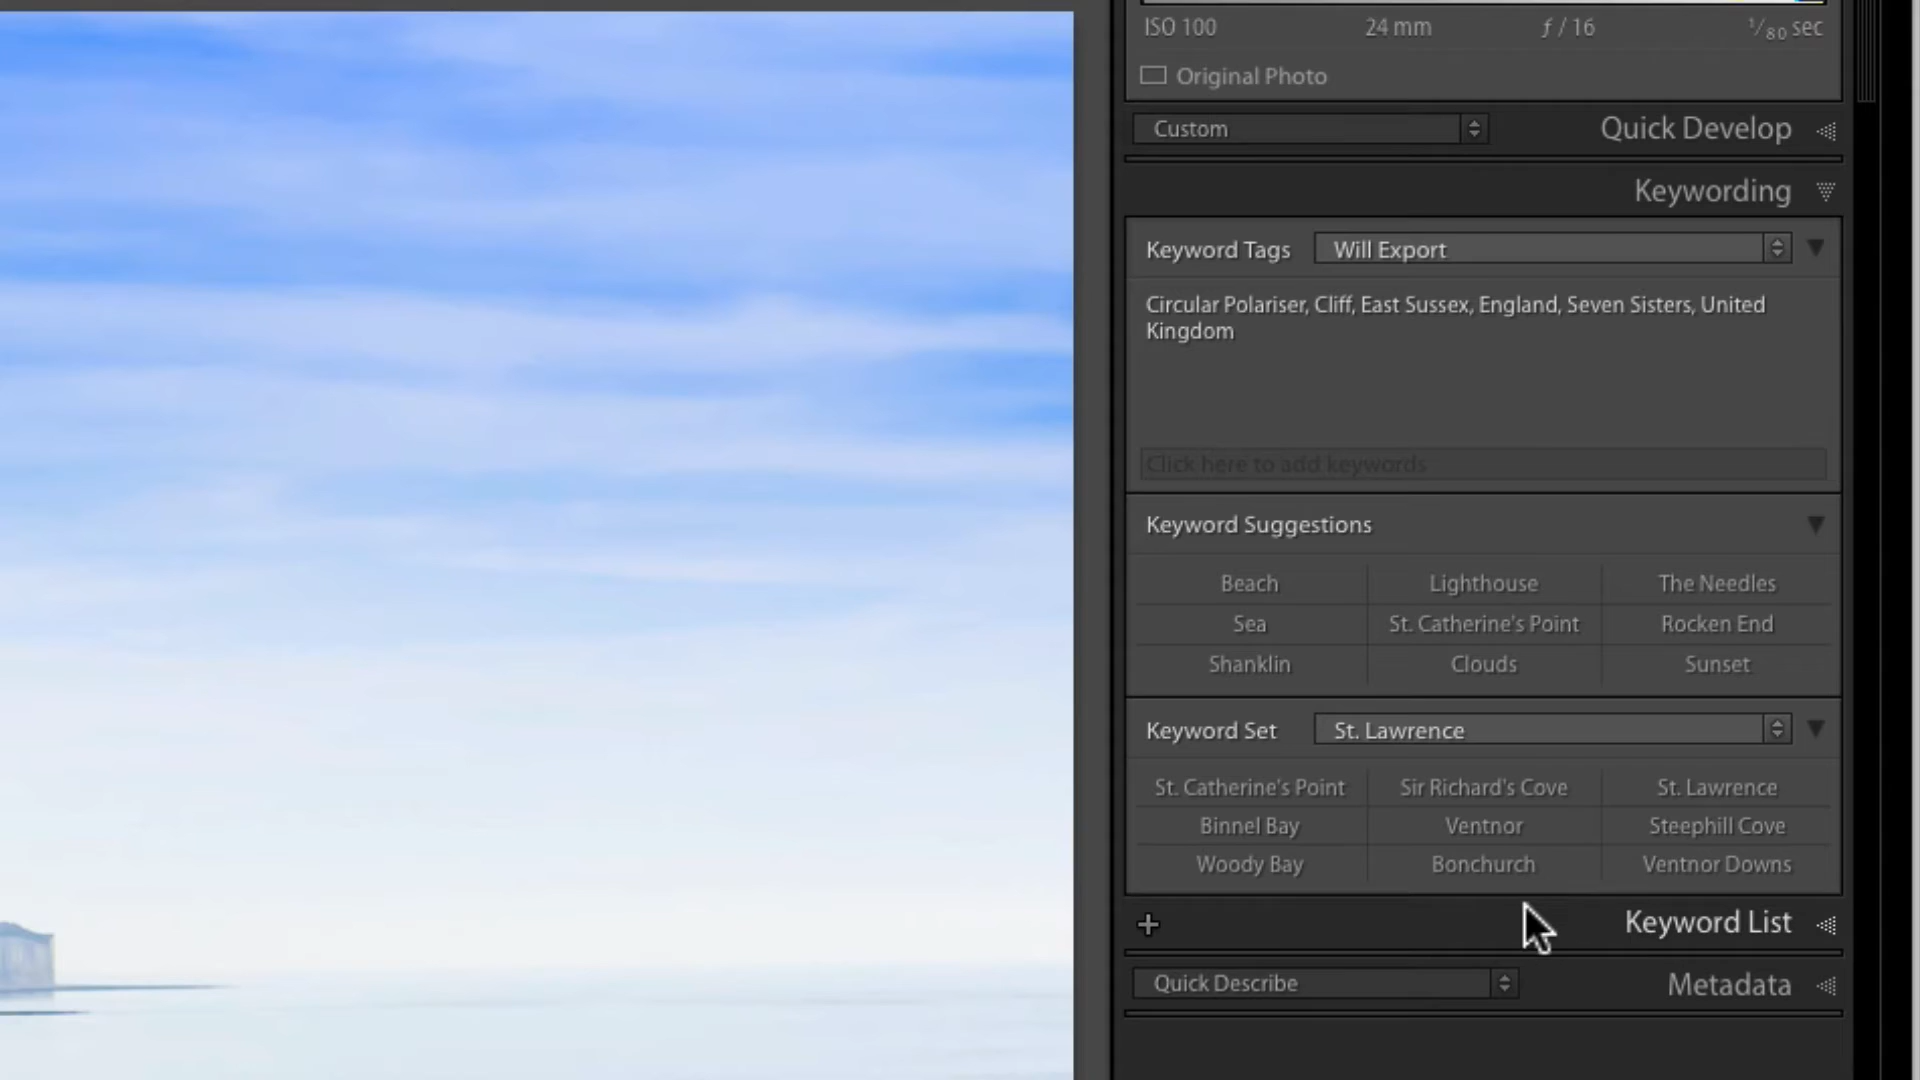 ISO 100 24 mm ƒ / 16 1/80 sec
Original Photo
Custom Quick Develop
Keywording
Keyword Tags Will Export
Circular Polariser, Cliff, East Sussex, England, Seven Sisters, United
Kingdom
Click here to add keywords
Keyword Suggestions
Beach Lighthouse The Needles
Sea St. Catherine's Point Rocken End
Shanklin Clouds Sunset
Keyword Set St. Lawrence
St. Catherine's Point Sir Richard's Cove St. Lawrence
Binnel Bay Ventnor Steephill Cove
Woody Bay Bonchurch Ventnor Downs
+ Keyword List
Quick Describe Metadata